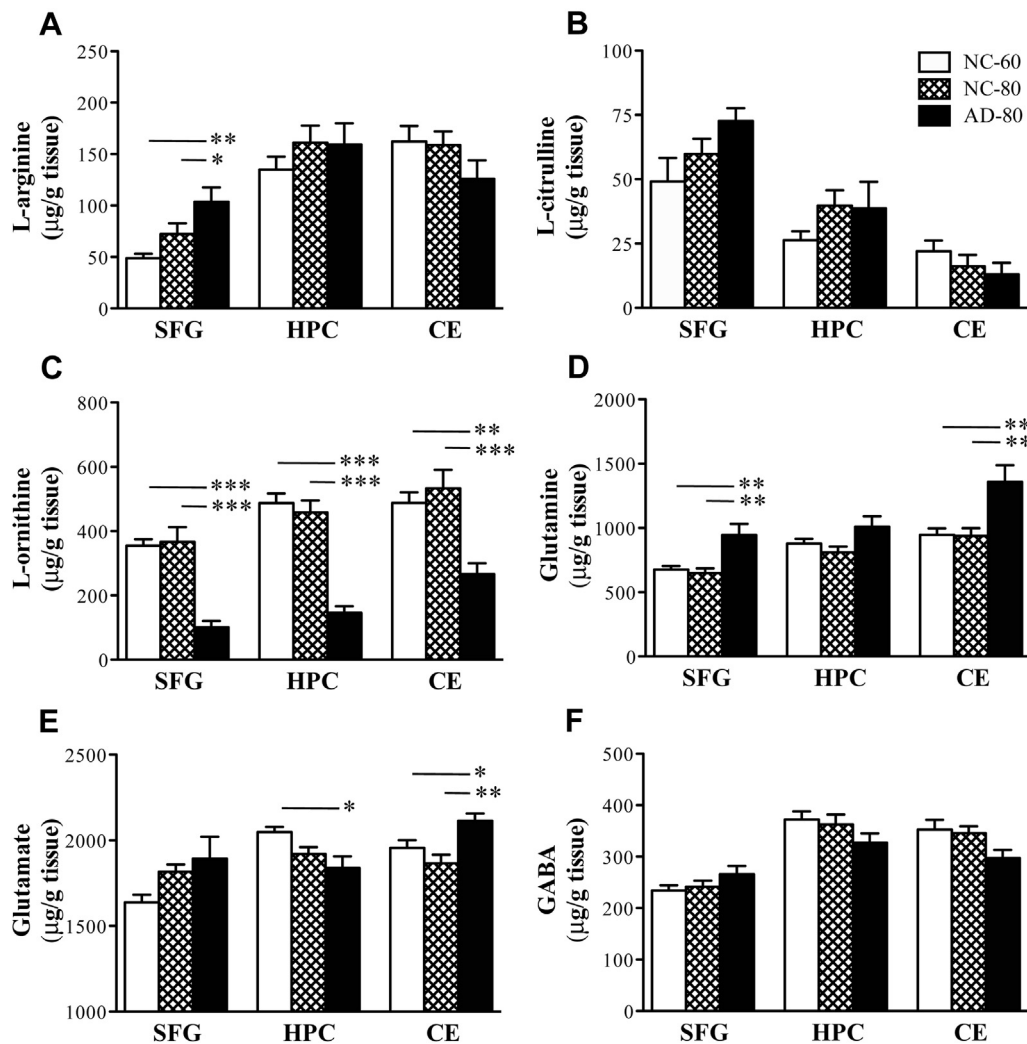 A
L-arginine
(µg/g tissue)
250
200
150
100
50
0
**
*
SFG HPC CE
B
L-citrulline
(µg/g tissue)
100
75
50
25
0
NC-60
NC-80
AD-80
SFG HPC CE
C
L-ornithine
(µg/g tissue)
800
600
400
200
0
***
***
***
***
**
***
SFG HPC CE
D
Glutamine
(µg/g tissue)
2000
1500
1000
500
0
**
**
**
**
SFG HPC CE
E
Glutamate
(µg/g tissue)
2500
2000
1500
1000
*
*
**
SFG HPC CE
F
GABA
(µg/g tissue)
500
400
300
200
100
0
SFG HPC CE